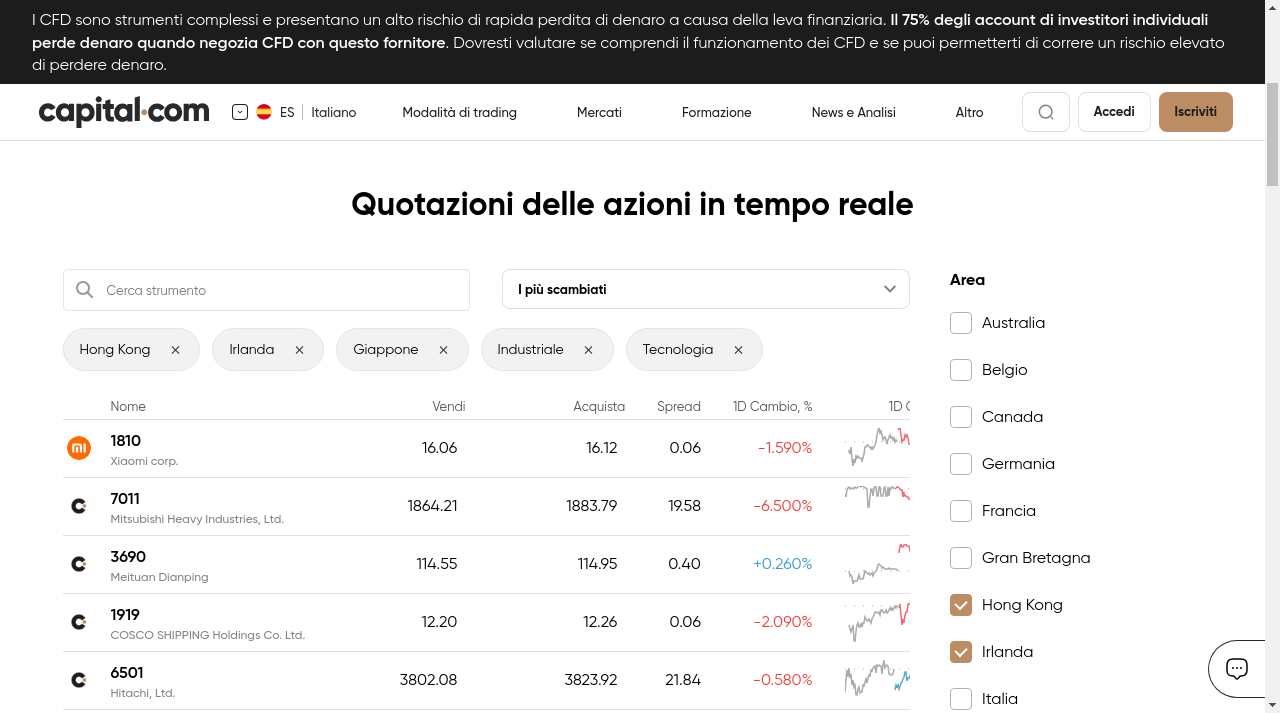 I CFD sono strumenti complessi e presentano un alto rischio di rapida perdita di denaro a causa della leva finanziaria. Il 75% degli account di investitori individuali
perde denaro quando negozia CFD con questo fornitore. Dovresti valutare se comprendi il funzionamento dei CFD e se puoi permetterti di correre un rischio elevato
di perdere denaro.
capital.com ES Italiano Modalità di trading Mercati Formazione News e Analisi Altro Accedi Iscriviti
Quotazioni delle azioni in tempo reale
Cerca strumento
I più scambiati
Hong Kong Irlanda Giappone Industriale Tecnologia
Nome Vendi Acquista Spread 1D Cambio, % 1D
1810 16.06 16.12 0.06 -1.590%
Xiaomi corp.
7011 1864.21 1883.79 19.58 -6.500%
Mitsubishi Heavy Industries, Ltd.
3690 114.55 114.95 0.40 +0.260%
Meituan Dianping
1919 12.20 12.26 0.06 -2.090%
COSCO SHIPPING Holdings Co. Ltd.
6501 3802.08 3823.92 21.84 -0.580%
Hitachi, Ltd.
Area
Australia
Belgio
Canada
Germania
Francia
Gran Bretagna
Hong Kong
Irlanda
Italia